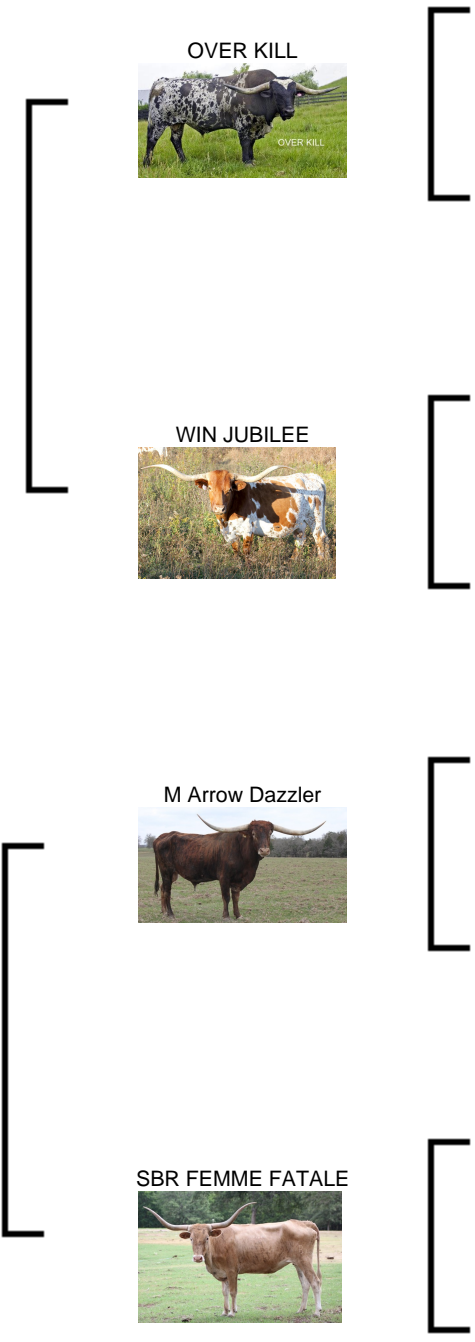 OVER KILL
OVER KILL
WIN JUBILEE
M Arrow Dazzler
SBR FEMME FATALE